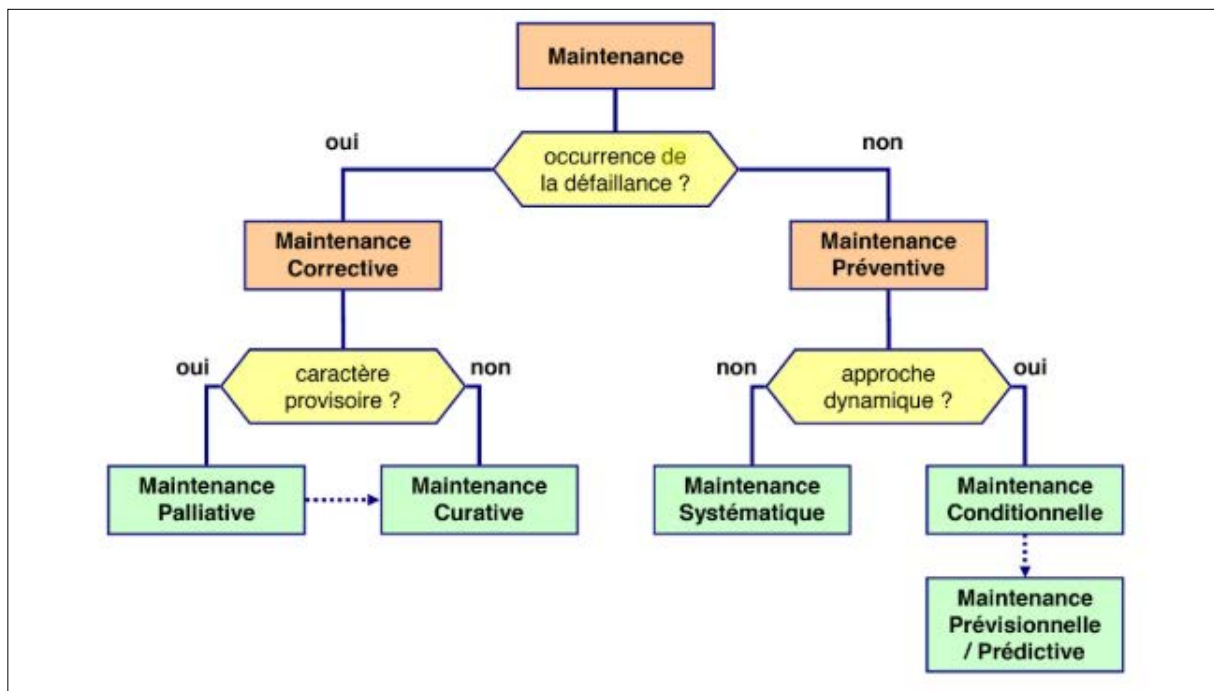 Maintenance
oui
non
occurrence de
la défaillance ?
Maintenance
Corrective
Maintenance
Préventive
oui
caractère
provisoire ?
non
non
approche
dynamique ?
oui
Maintenance
Palliative
Maintenance
Curative
Maintenance
Systématique
Maintenance
Conditionnelle
Maintenance
Prévisionnelle
/ Prédictive